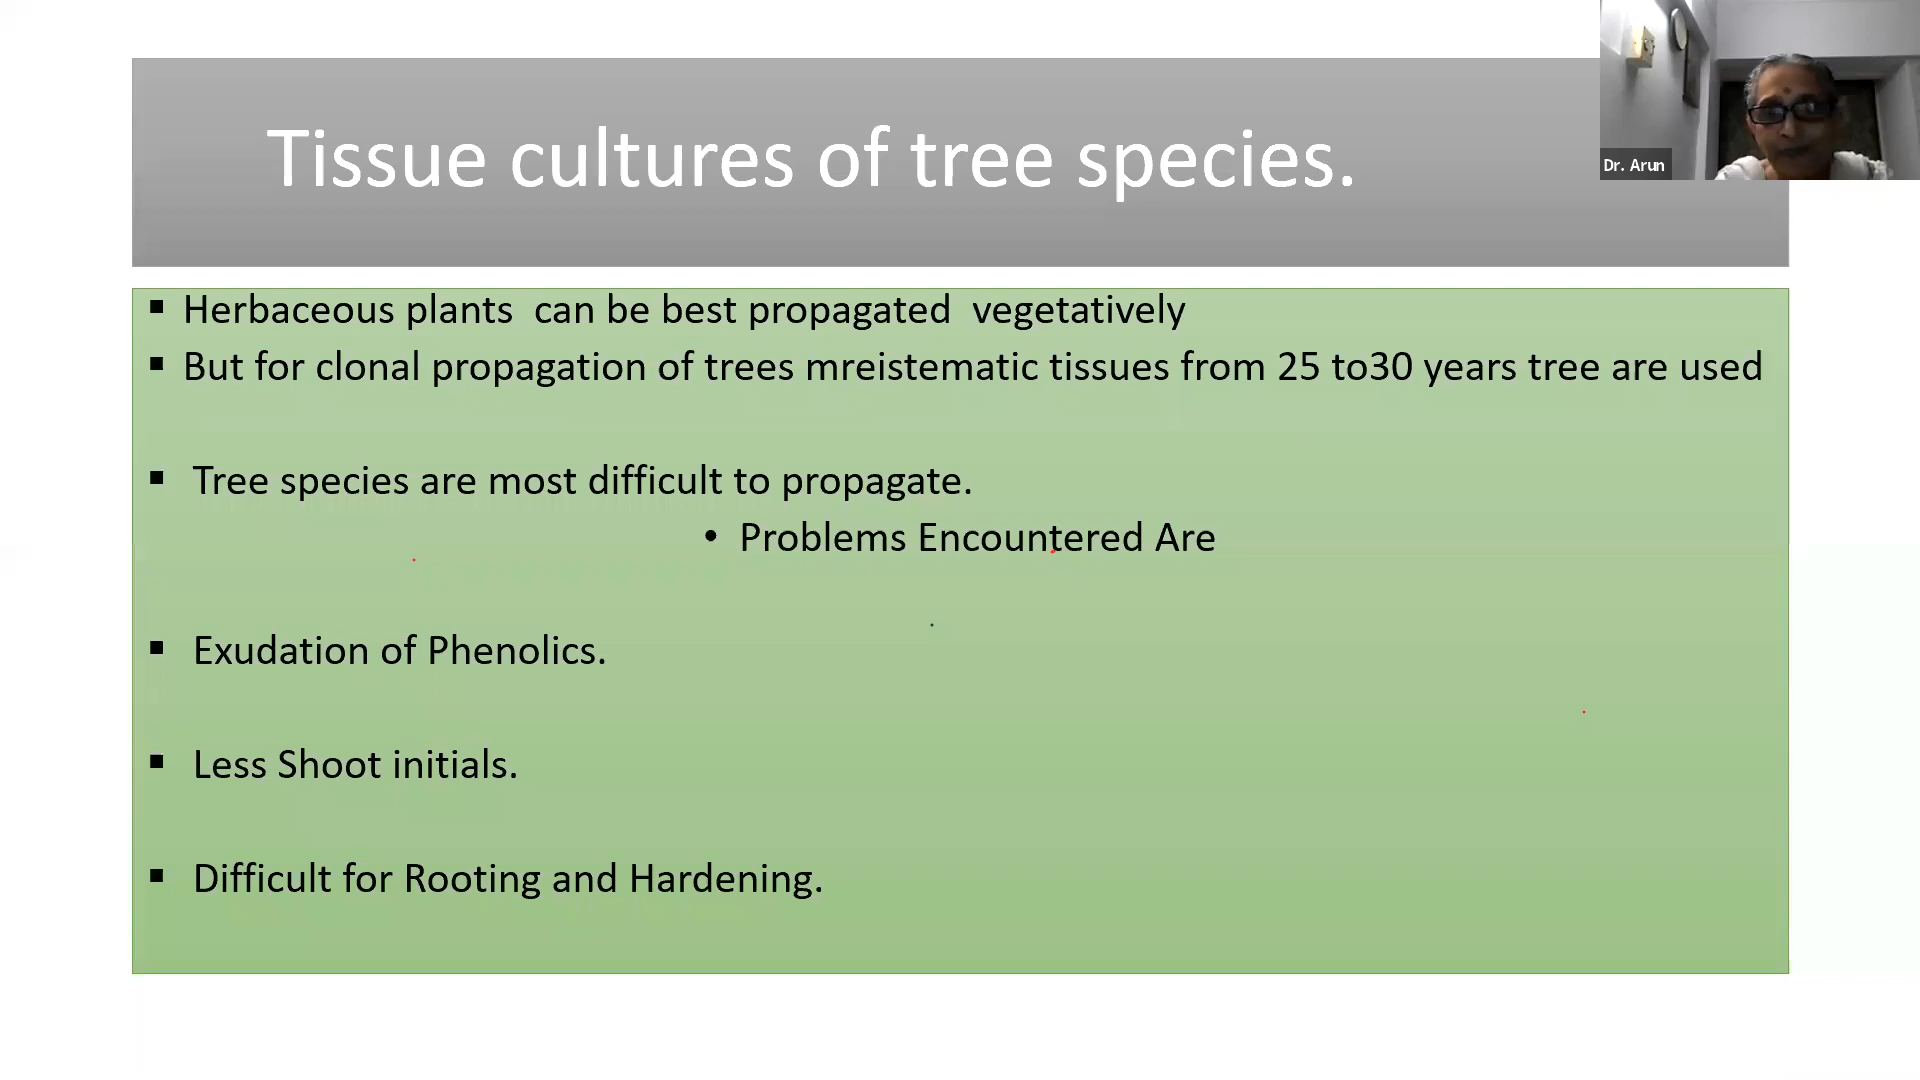 Tissue cultures of tree species.
Dr. Arun
▪ Herbaceous plants  can be best propagated  vegetatively
▪ But for clonal propagation of trees mreistematic tissues from 25 to30 years tree are used
▪ Tree species are most difficult to propagate.
• Problems Encountered Are
▪ Exudation of Phenolics.
▪ Less Shoot initials.
▪ Difficult for Rooting and Hardening.